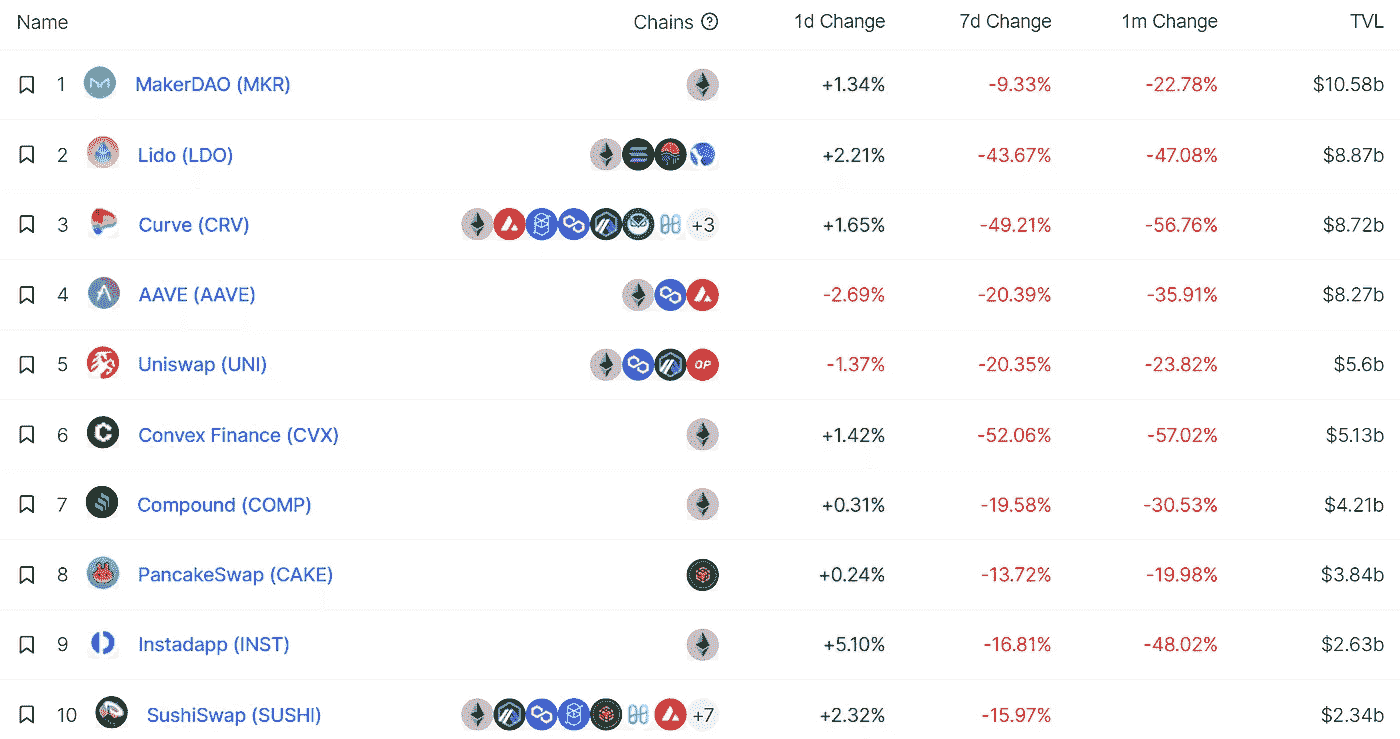 Name Chains ? 1d Change 7d Change 1m Change TVL
1 MakerDAO (MKR) +1.34% -9.33% -22.78% $10.58b
2 Lido (LDO) +2.21% -43.67% -47.08% $8.87b
3 Curve (CRV) +3 +1.65% -49.21% -56.76% $8.72b
4 AAVE (AAVE) -2.69% -20.39% -35.91% $8.27b
5 Uniswap (UNI) OP -1.37% -20.35% -23.82% $5.6b
6 Convex Finance (CVX) +1.42% -52.06% -57.02% $5.13b
7 Compound (COMP) +0.31% -19.58% -30.53% $4.21b
8 PancakeSwap (CAKE) +0.24% -13.72% -19.98% $3.84b
9 Instadapp (INST) +5.10% -16.81% -48.02% $2.63b
10 SushiSwap (SUSHI) +7 +2.32% -15.97% $2.34b